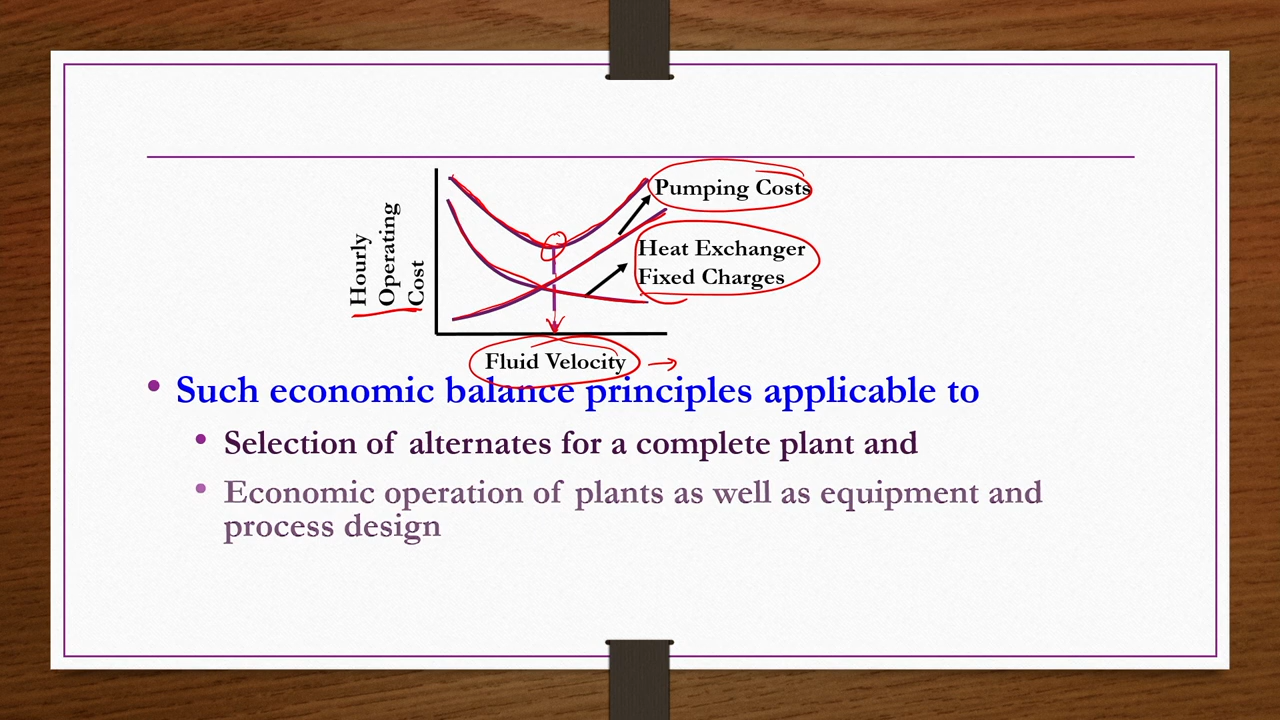 Pumping Costs
Heat Exchanger
Fixed Charges
Hourly
Operating
Cost
Fluid Velocity
• Such economic balance principles applicable to
• Selection of alternates for a complete plant and
• Economic operation of plants as well as equipment and
process design